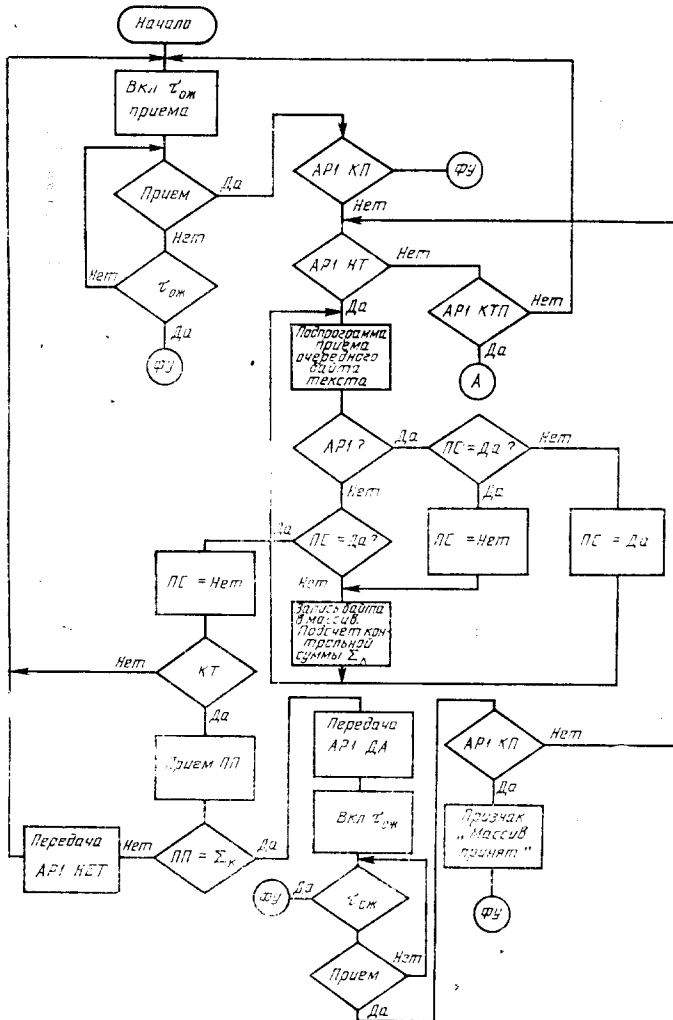 Начало
Вкл τож
приема
Прием
Да
Нет
τож
Нет
Да
ФУ
АР1 КП
ФУ
Нет
АР1 НТ
Нет
Да
АР1 КТП
Нет
Да
А
Подпрограмма
приема
очередного
байта
текста
АР1 ?
Да
ПС = Да ?
Нет
Нет
Да
Да
ПС = Да ?
ПС = Нет
ПС = Да
Нет
ПС = Нет
Запись байта
в массив.
Подсчет кон-
трольной
суммы Σк
Нет
КТ
Да
Прием ПП
Передача
АР1 ДА
АР1 КП
Нет
Да
Вкл τож
Признак
„Массив
принят"
Передача
АР1 НЕТ
Нет
ПП = Σк
Да
ФУ
Да
τож
ФУ
Прием
Нет
Да